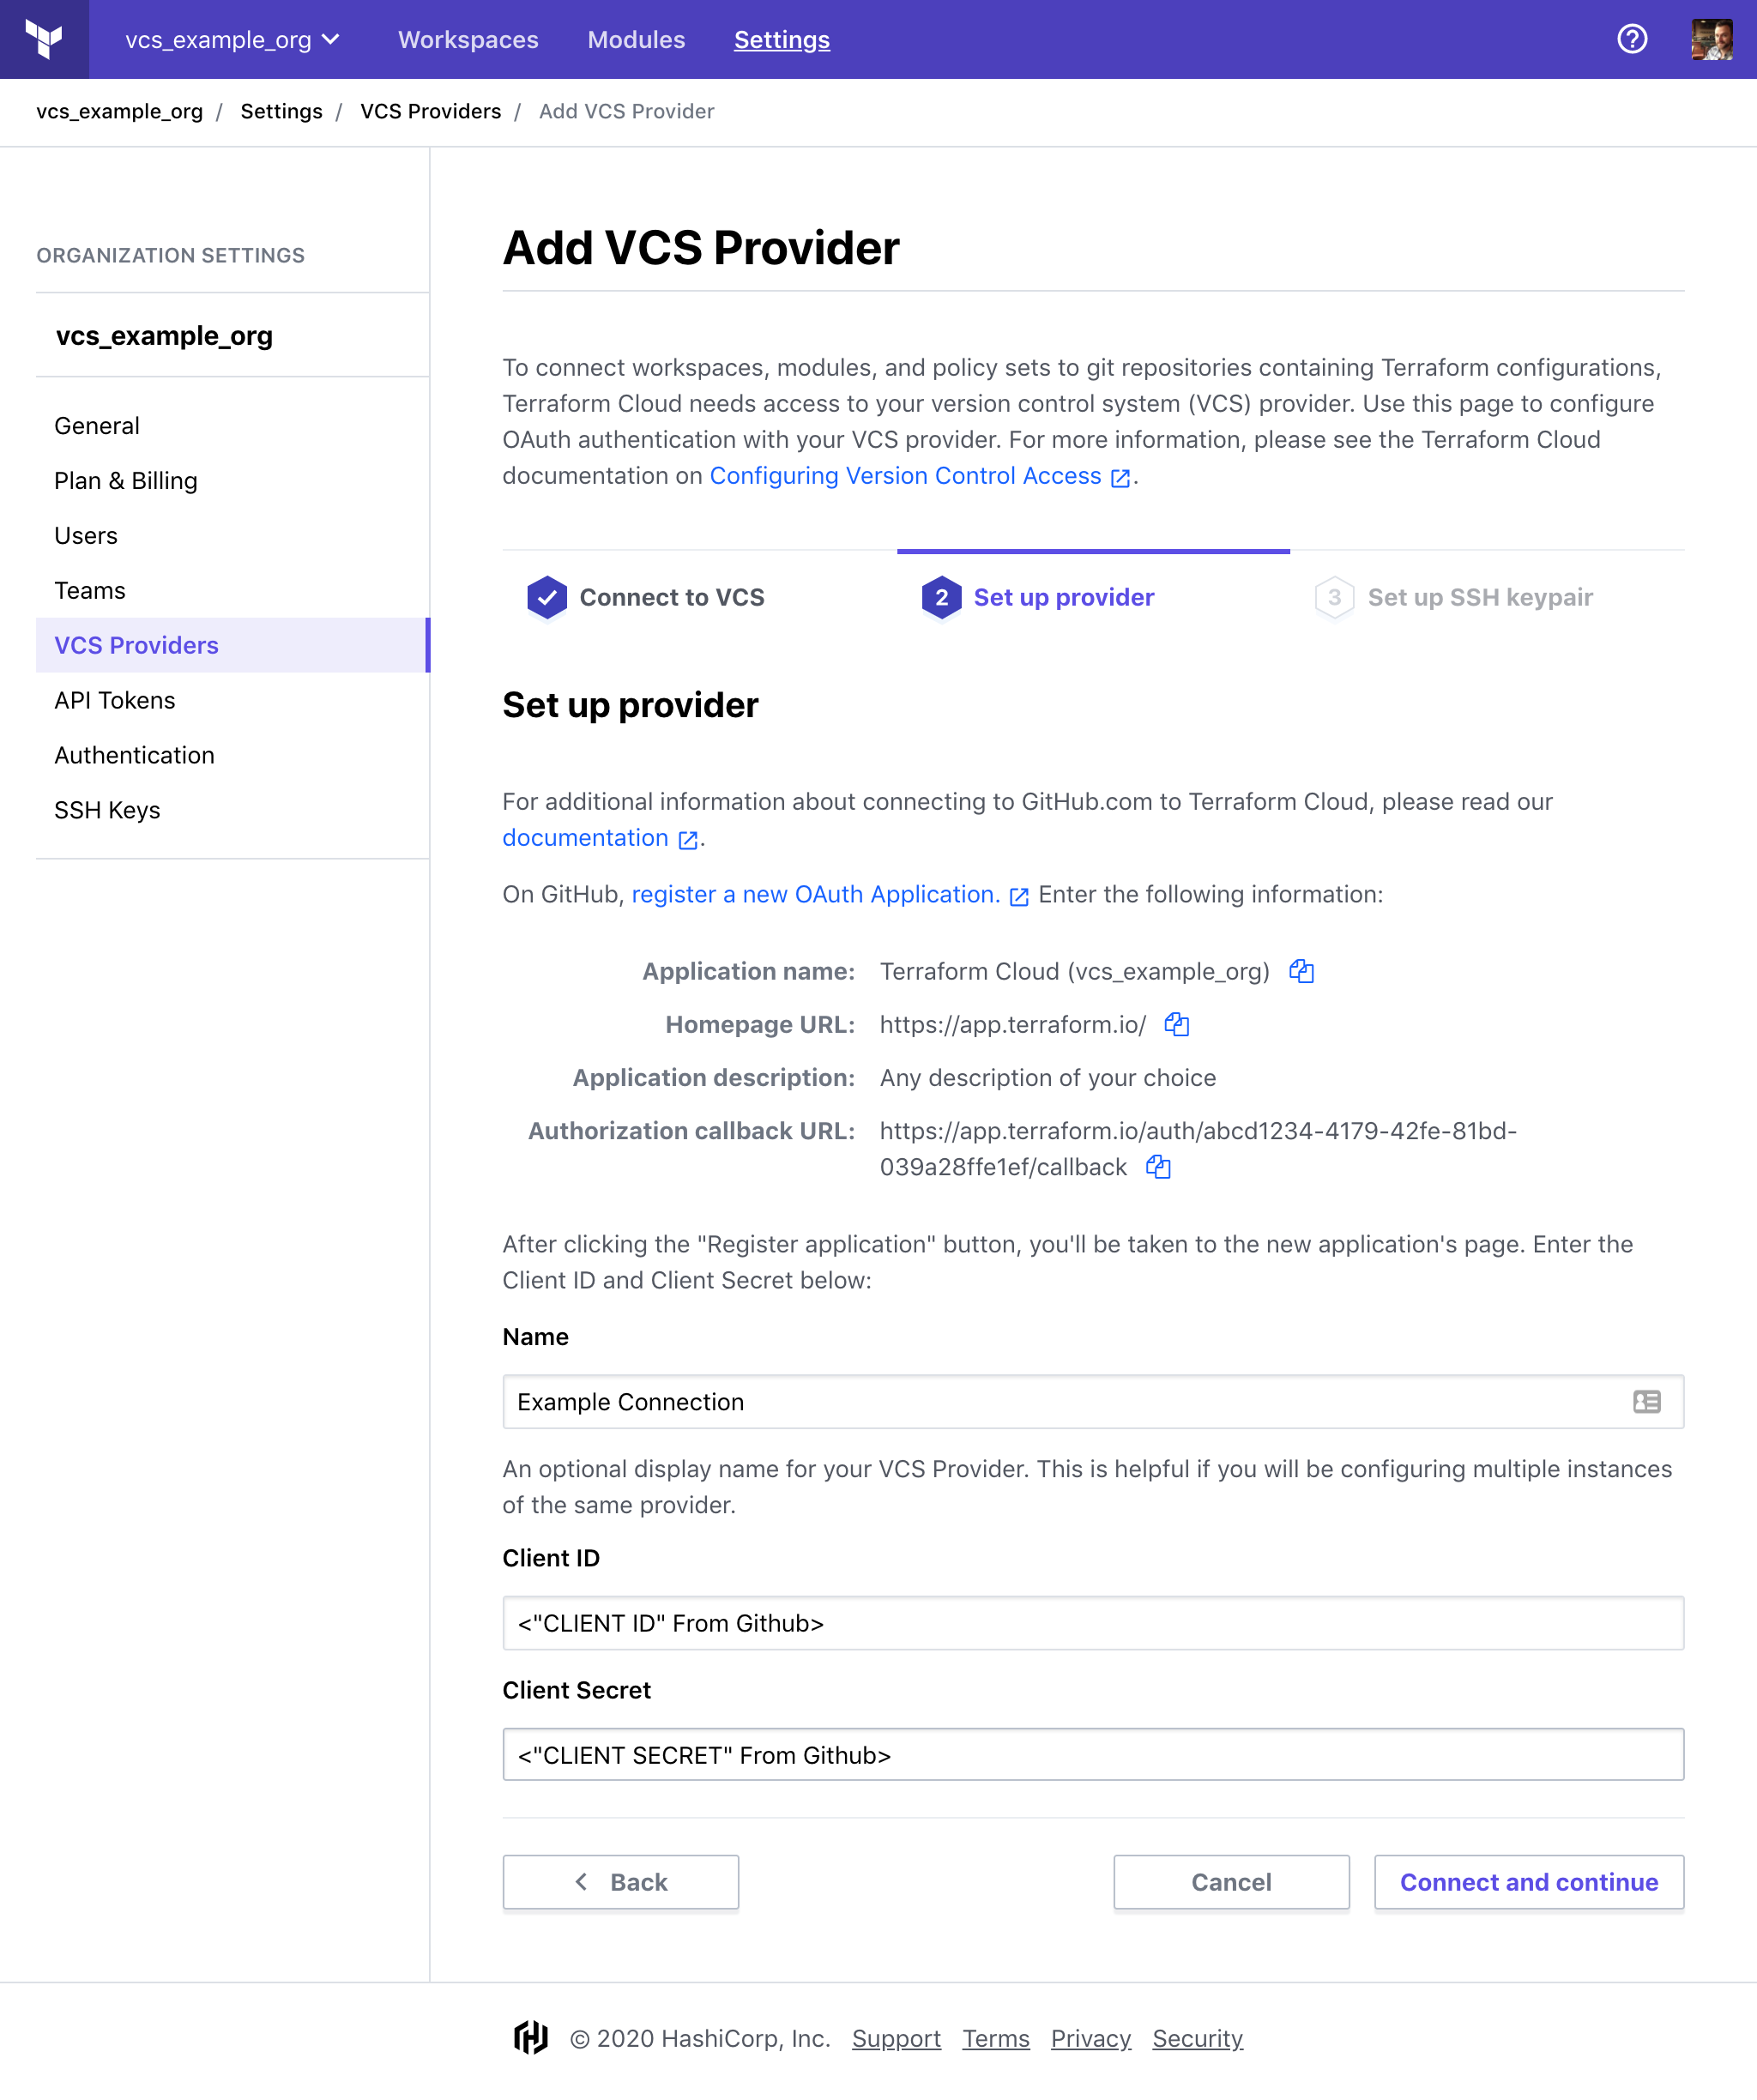 vcs_example_org Workspaces Modules Settings
vcs_example_org / Settings / VCS Providers / Add VCS Provider
ORGANIZATION SETTINGS
vcs_example_org
General
Plan & Billing
Users
Teams
VCS Providers
API Tokens
Authentication
SSH Keys
Add VCS Provider
To connect workspaces, modules, and policy sets to git repositories containing Terraform configurations,
Terraform Cloud needs access to your version control system (VCS) provider. Use this page to configure
OAuth authentication with your VCS provider. For more information, please see the Terraform Cloud
documentation on Configuring Version Control Access .
Connect to VCS 2 Set up provider 3 Set up SSH keypair
Set up provider
For additional information about connecting to GitHub.com to Terraform Cloud, please read our
documentation .
On GitHub, register a new OAuth Application. Enter the following information:
Application name: Terraform Cloud (vcs_example_org)
Homepage URL: https://app.terraform.io/
Application description: Any description of your choice
Authorization callback URL: https://app.terraform.io/auth/abcd1234-4179-42fe-81bd-
039a28ffe1ef/callback
After clicking the "Register application" button, you'll be taken to the new application's page. Enter the
Client ID and Client Secret below:
Name
Example Connection
An optional display name for your VCS Provider. This is helpful if you will be configuring multiple instances
of the same provider.
Client ID
<"CLIENT ID" From Github>
Client Secret
<"CLIENT SECRET" From Github>
Back Cancel Connect and continue
© 2020 HashiCorp, Inc. Support Terms Privacy Security